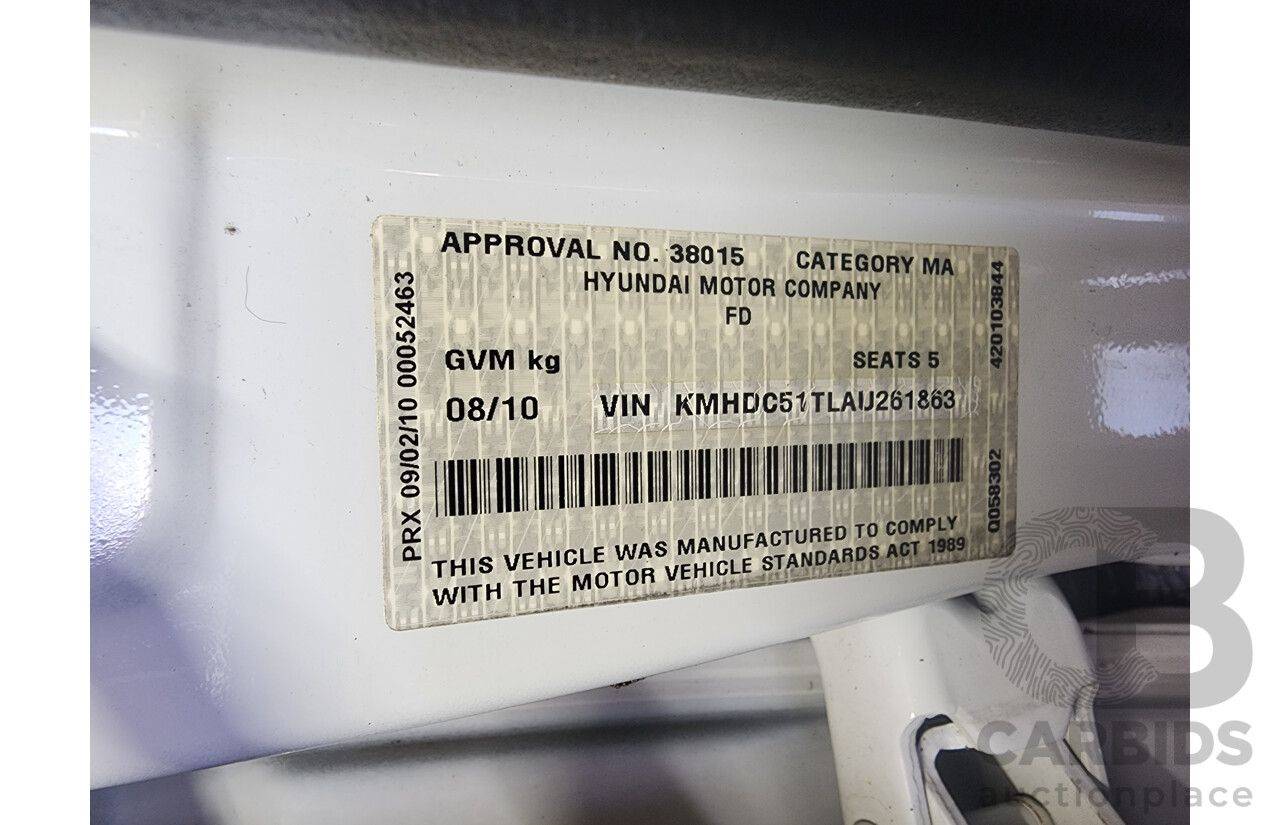 APPROVAL NO. 38015 CATEGORY MA
HYUNDAI MOTOR COMPANY
FD
GVM kg SEATS 5
08/10 VIN KMHDC51TLAU261863
THIS VEHICLE WAS MANUFACTURED TO COMPLY
WITH THE MOTOR VEHICLE STANDARDS ACT 1989
PRX 09/02/10 00052463
420103844
Q058302
CB
CARBIDS
auctionplace